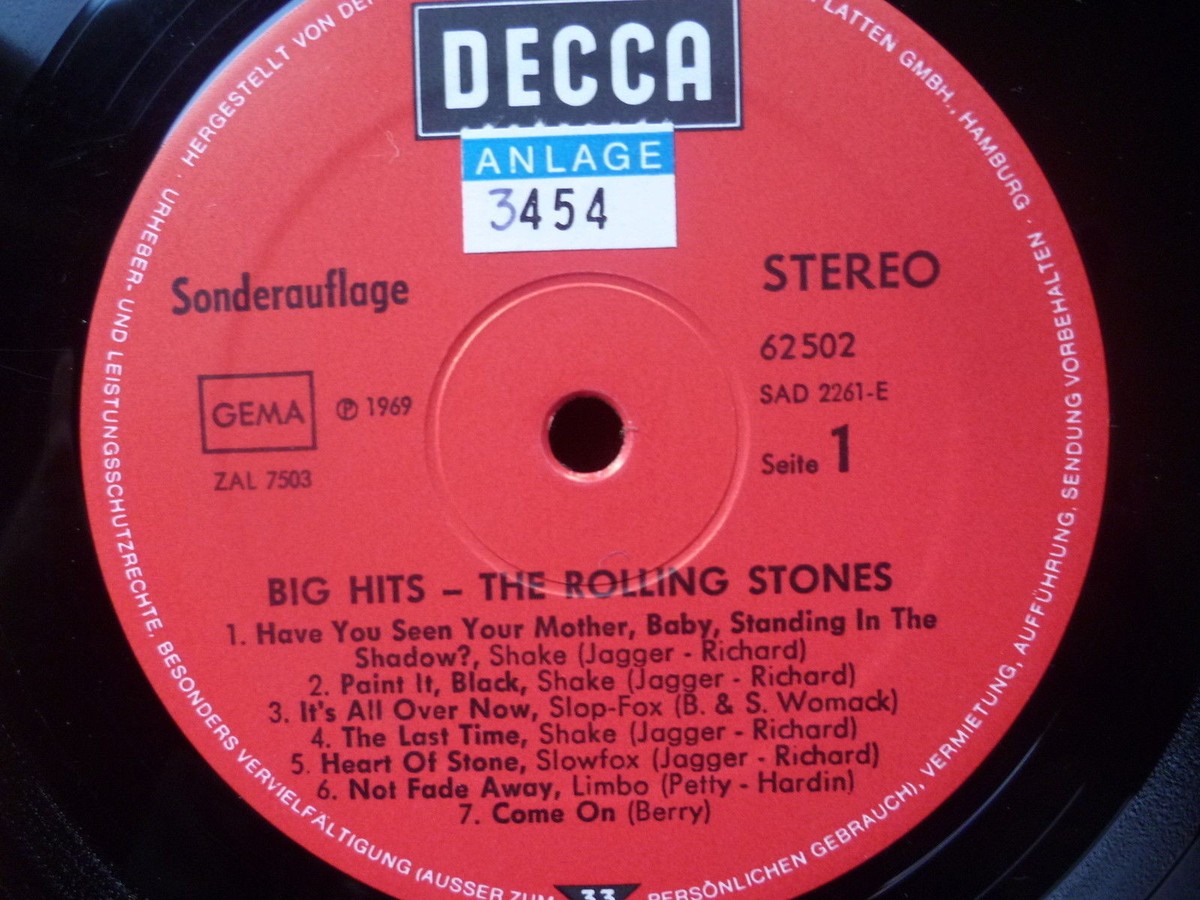 DECCA
ANLAGE
3454
Sonderauflage
STEREO
62502
SAD 2261-E
GEMA
℗ 1969
ZAL 7503
Seite 1
BIG HITS – THE ROLLING STONES
1. Have You Seen Your Mother, Baby, Standing In The
Shadow?, Shake (Jagger - Richard)
2. Paint It, Black, Shake (Jagger - Richard)
3. It's All Over Now, Slop-Fox (B. & S. Womack)
4. The Last Time, Shake (Jagger - Richard)
5. Heart Of Stone, Slowfox (Jagger - Richard)
6. Not Fade Away, Limbo (Petty - Hardin)
7. Come On (Berry)
33
URHEBER- UND LEISTUNGSSCHUTZRECHTE, BESONDERS VERVIELFÄLTIGUNG (AUSSER ZUM PERSÖNLICHEN GEBRAUCH), VERMIETUNG, AUFFÜHRUNG, SENDUNG VORBEHALTEN
· HERGESTELLT VON DER
PLATTEN GMBH., HAMBURG ·